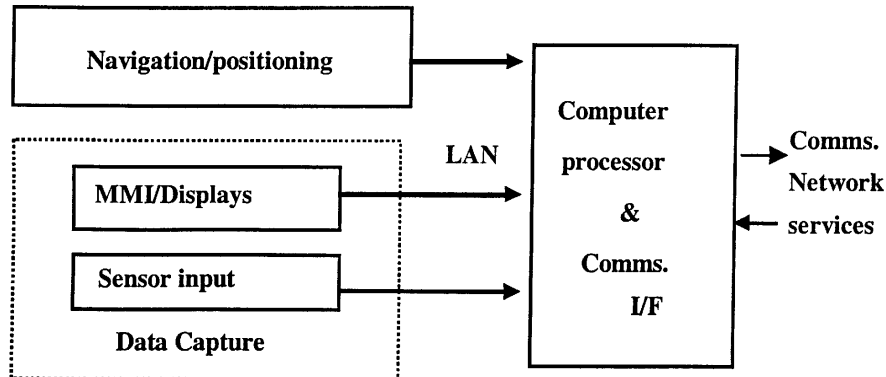 Navigation/positioning
LAN
MMI/Displays
Sensor input
Data Capture
Computer
processor
&
Comms.
I/F
Comms.
Network
services